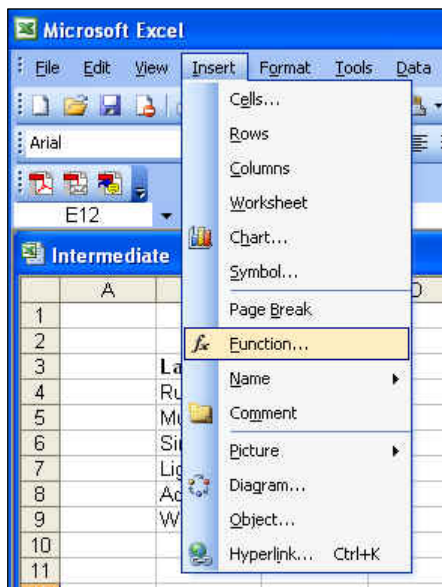 Microsoft Excel
File Edit View Insert Format Tools Data
Arial
E12
Intermediate
A
1
2
3
4
5
6
7
8
9
10
11
Cells...
Rows
Columns
Worksheet
Chart...
Symbol...
Page Break
Function...
Name
Comment
Picture
Diagram...
Object...
Hyperlink... Ctrl+K